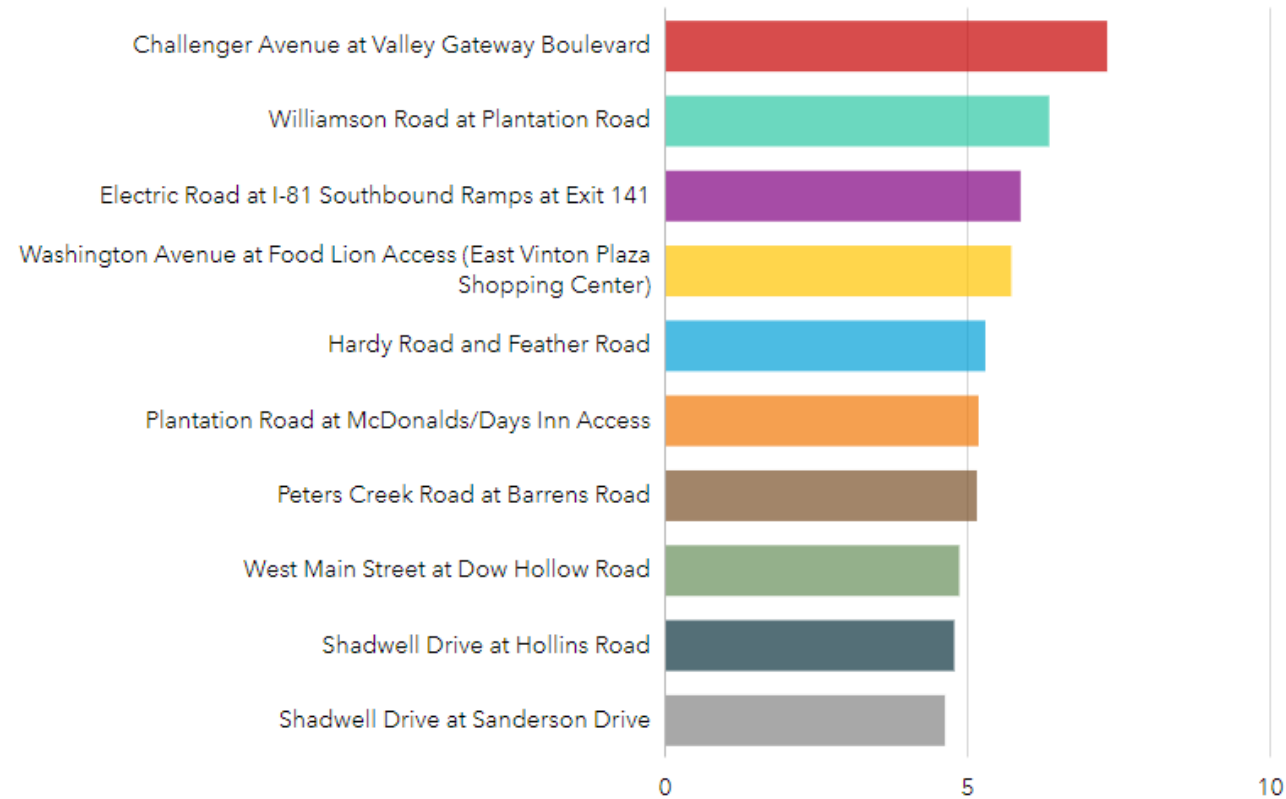 Challenger Avenue at Valley Gateway Boulevard
Williamson Road at Plantation Road
Electric Road at I-81 Southbound Ramps at Exit 141
Washington Avenue at Food Lion Access (East Vinton Plaza
Shopping Center)
Hardy Road and Feather Road
Plantation Road at McDonalds/Days Inn Access
Peters Creek Road at Barrens Road
West Main Street at Dow Hollow Road
Shadwell Drive at Hollins Road
Shadwell Drive at Sanderson Drive
0 5 10